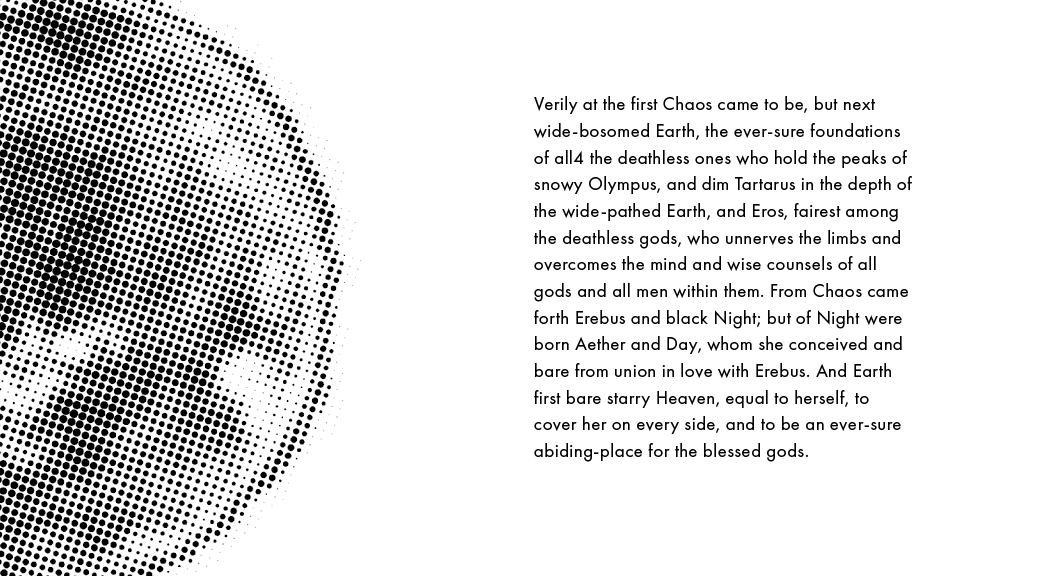 Verily at the first Chaos came to be, but next
wide-bosomed Earth, the ever-sure foundations
of all4 the deathless ones who hold the peaks of
snowy Olympus, and dim Tartarus in the depth of
the wide-pathed Earth, and Eros, fairest among
the deathless gods, who unnerves the limbs and
overcomes the mind and wise counsels of all
gods and all men within them. From Chaos came
forth Erebus and black Night; but of Night were
born Aether and Day, whom she conceived and
bare from union in love with Erebus. And Earth
first bare starry Heaven, equal to herself, to
cover her on every side, and to be an ever-sure
abiding-place for the blessed gods.